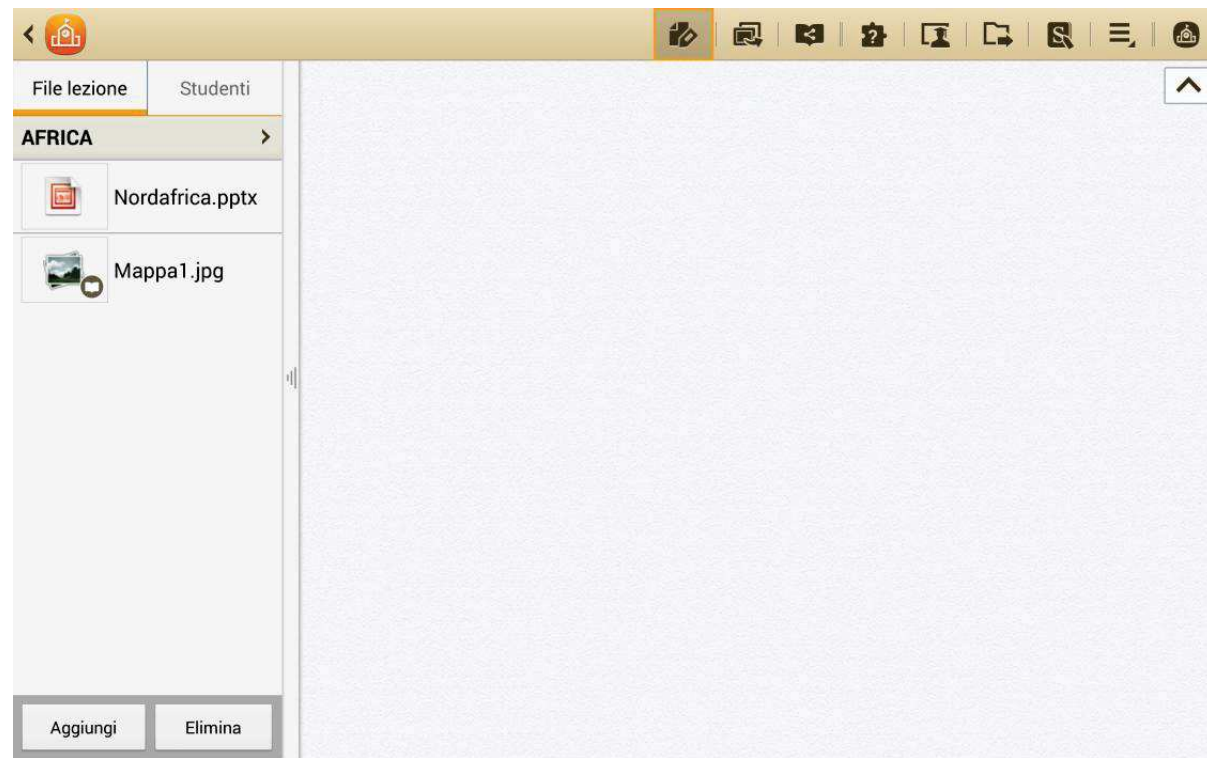 File lezione
Studenti
AFRICA
Nordafrica.pptx
Mappa1.jpg
Aggiungi
Elimina